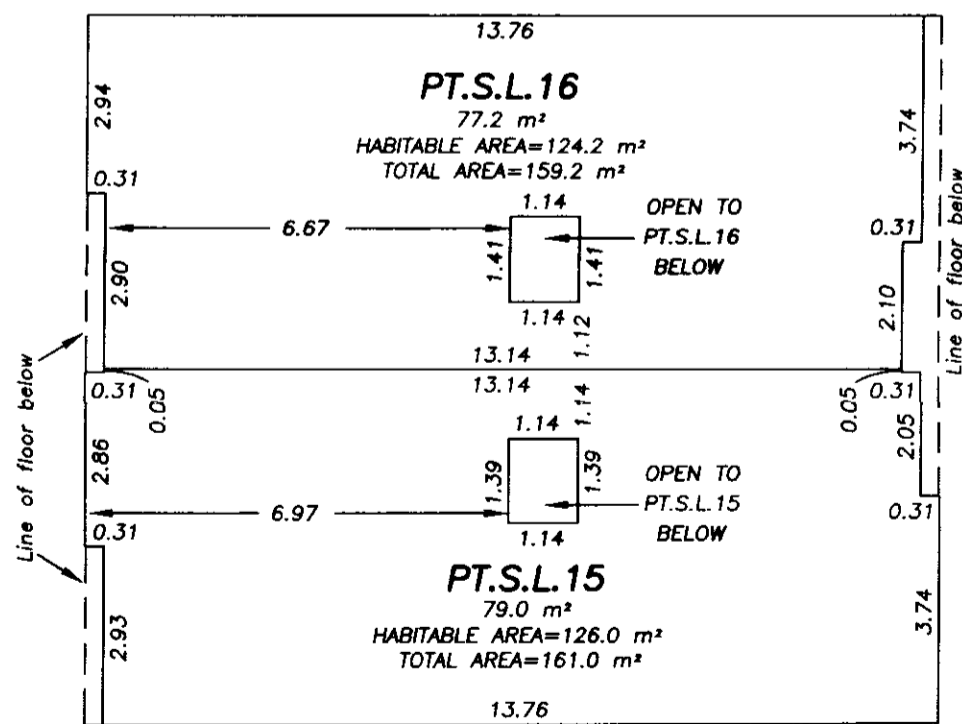 13.76
PT.S.L.16
77.2 m²
HABITABLE AREA=124.2 m²
TOTAL AREA=159.2 m²
2.94
3.74
0.31
1.14
OPEN TO
PT.S.L.16
BELOW
6.67
1.41
1.41
0.31
2.90
1.14
1.12
2.10
Line of floor below
13.14
13.14
0.31
0.05
0.05
0.31
Line of floor below
2.86
1.14
1.14
2.05
1.39
1.39
OPEN TO
PT.S.L.15
BELOW
6.97
0.31
0.31
1.14
PT.S.L.15
79.0 m²
HABITABLE AREA=126.0 m²
TOTAL AREA=161.0 m²
2.93
3.74
13.76